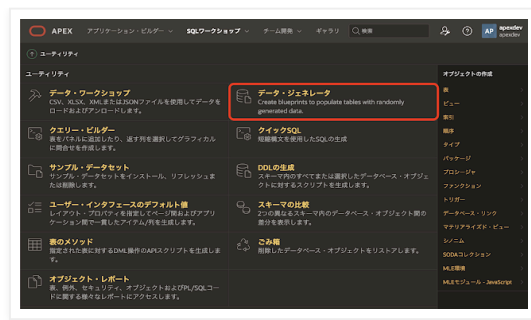 APEX アプリケーション・ビルダー SQLワークショップ チーム開発 ギャラリ 検索 AP apexdev
apexdev
ユーティリティ
ユーティリティ
データ・ワークショップ
CSV、XLSX、XMLまたはJSONファイルを使用してデータを
ロードおよびアンロードします。
データ・ジェネレータ
Create blueprints to populate tables with randomly
generated data.
クエリー・ビルダー
表をパネルに追加したり、返す列を選択してグラフィカル
に問合せを作成します。
クイックSQL
短縮構文を使用したSQLの生成
サンプル・データセット
サンプル・データセットをインストール、リフレッシュま
たは削除します。
DDLの生成
スキーマ内のすべてまたは選択したデータベース・オブジェ
クトに対するスクリプトを生成します。
ユーザー・インタフェースのデフォルト値
レイアウト・プロパティを指定してページ間およびアプリ
ケーション間で一貫したアイテム/列を生成します。
スキーマの比較
2つの異なるスキーマ内のデータベース・オブジェクト間の
差分を表示します。
表のメソッド
指定された表に対するDML操作のAPIスクリプトを生成しま
す。
ごみ箱
削除したデータベース・オブジェクトをリストアします。
オブジェクト・レポート
表、例外、セキュリティ、オブジェクトおよびPL/SQLコー
ドに関する様々なレポートにアクセスします。
オブジェクトの作成
表
ビュー
索引
順序
タイプ
パッケージ
プロシージャ
ファンクション
トリガー
データベース・リンク
マテリアライズド・ビュー
シノニム
SODAコレクション
MLE環境
MLEモジュール - JavaScript